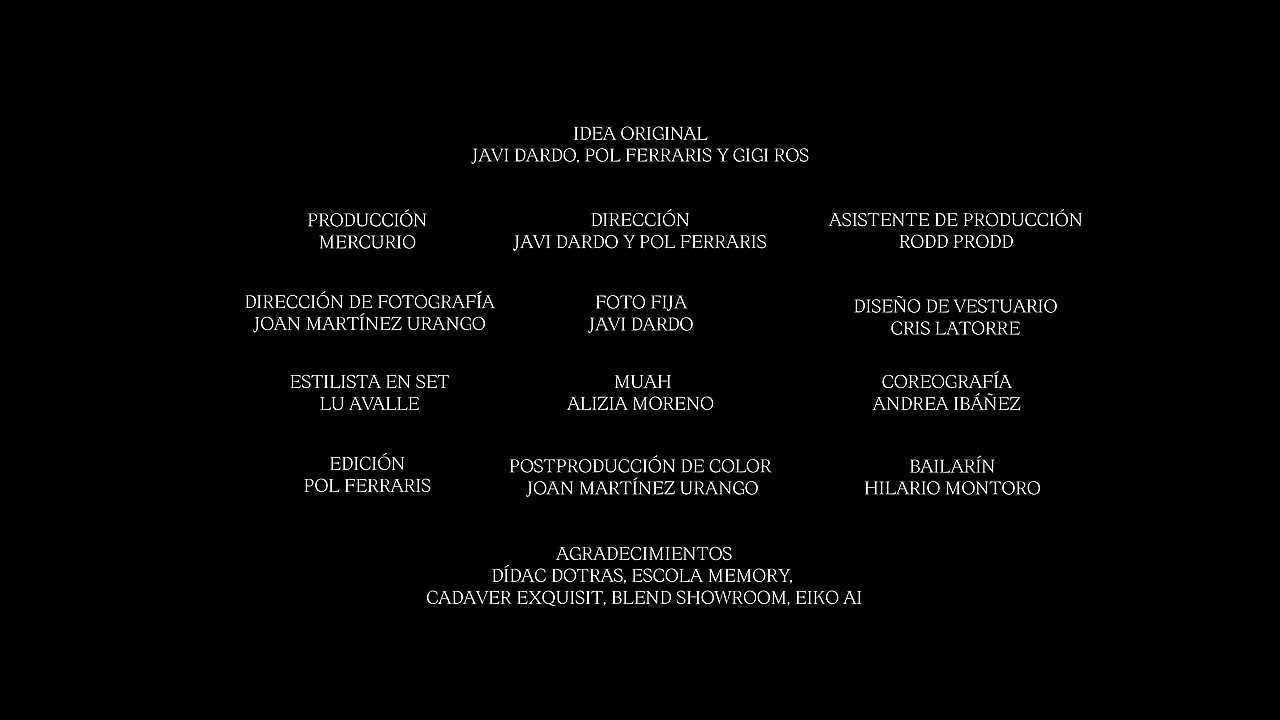 IDEA ORIGINAL
JAVI DARDO, POL FERRARIS Y GIGI ROS
PRODUCCIÓN
MERCURIO
DIRECCIÓN
JAVI DARDO Y POL FERRARIS
ASISTENTE DE PRODUCCIÓN
RODD PRODD
DIRECCIÓN DE FOTOGRAFÍA
JOAN MARTÍNEZ URANGO
FOTO FIJA
JAVI DARDO
DISEÑO DE VESTUARIO
CRIS LATORRE
ESTILISTA EN SET
LU AVALLE
MUAH
ALIZIA MORENO
COREOGRAFÍA
ANDREA IBÁÑEZ
EDICIÓN
POL FERRARIS
POSTPRODUCCIÓN DE COLOR
JOAN MARTÍNEZ URANGO
BAILARÍN
HILARIO MONTORO
AGRADECIMIENTOS
DÍDAC DOTRAS, ESCOLA MEMORY,
CADAVER EXQUISIT, BLEND SHOWROOM, EIKO AI